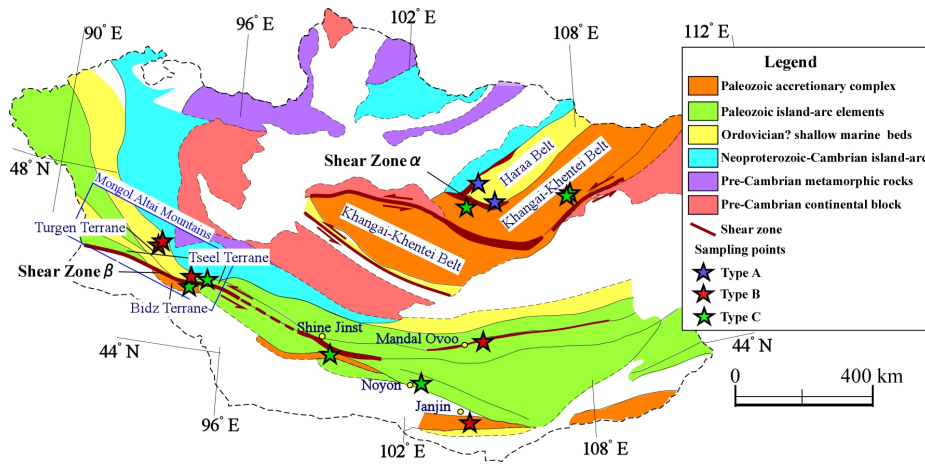 90° E
96° E
102° E
108° E
112° E
48° N
Legend
Paleozoic accretionary complex
Paleozoic island-arc elements
Ordovician? shallow marine beds
Neoproterozoic-Cambrian island-arc
Pre-Cambrian metamorphic rocks
Pre-Cambrian continental block
Shear zone
Sampling points
Type A
Type B
Type C
Shear Zone α
Haraa Belt
Khangai-Khentei Belt
Khangai-Khentei Belt
Mongol Altai Mountains
Turgen Terrane
Tseel Terrane
Shear Zone β
Bidz Terrane
Shine Jinst
Mandal Ovoo
Noyon
Janjin
44° N
44° N
96° E
102° E
108° E
0 400 km